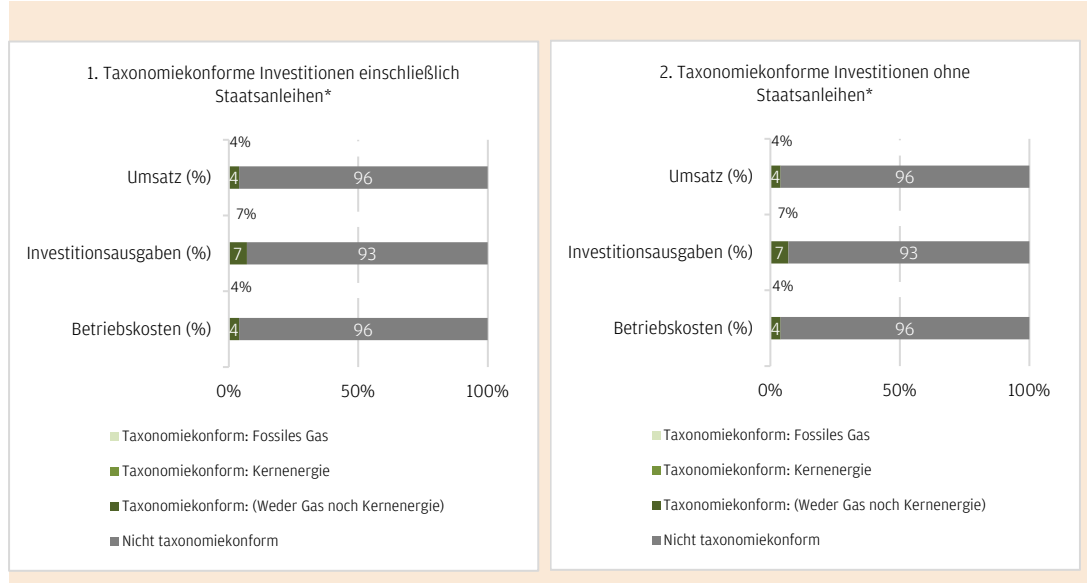 1. Taxonomiekonforme Investitionen einschließlich
Staatsanleihen*
4%
Umsatz (%)
4
96
7%
Investitionsausgaben (%)
7
93
4%
Betriebskosten (%)
4
96
0%
50%
100%
Taxonomiekonform: Fossiles Gas
Taxonomiekonform: Kernenergie
Taxonomiekonform: (Weder Gas noch Kernenergie)
Nicht taxonomiekonform
2. Taxonomiekonforme Investitionen ohne
Staatsanleihen*
4%
Umsatz (%)
4
96
7%
Investitionsausgaben (%)
7
93
4%
Betriebskosten (%)
4
96
0%
50%
100%
Taxonomiekonform: Fossiles Gas
Taxonomiekonform: Kernenergie
Taxonomiekonform: (Weder Gas noch Kernenergie)
Nicht taxonomiekonform